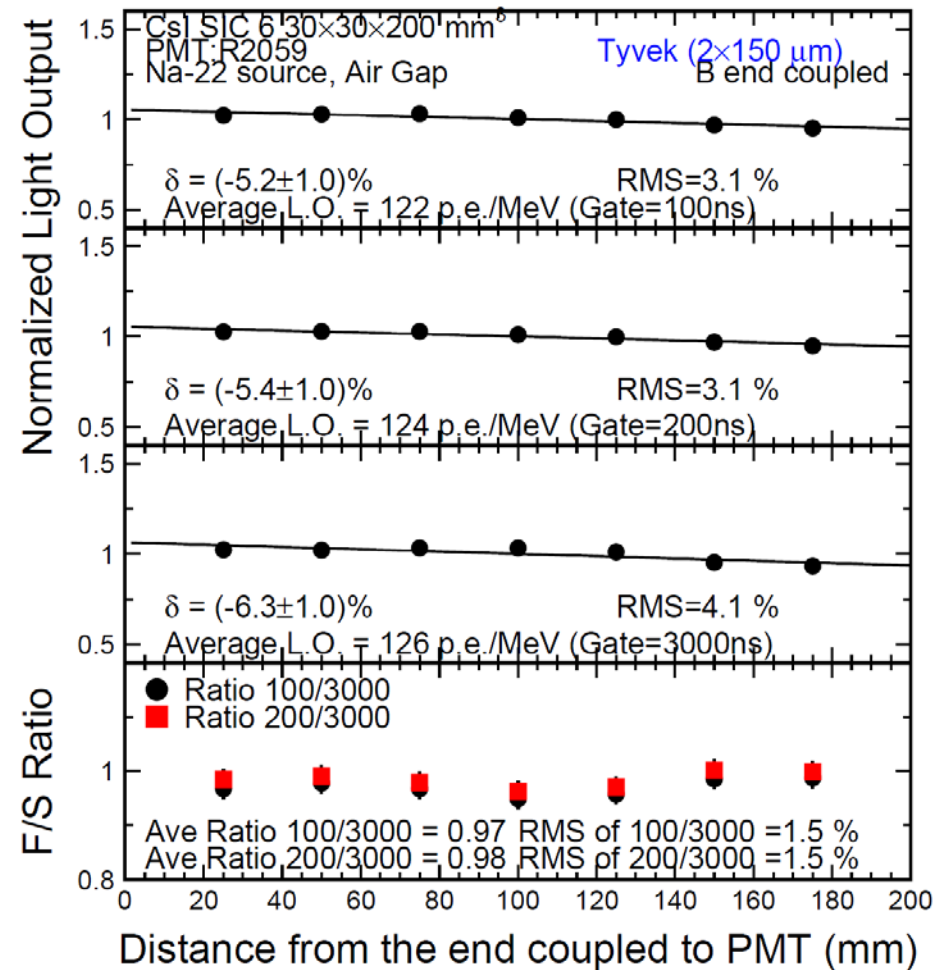 Normalized Light Output
1.5
CsI SIC 6 30×30×200 mm³
PMT:R2059
Tyvek (2×150 μm)
Na-22 source, Air Gap
B end coupled
1
δ = (-5.2±1.0)%
RMS=3.1 %
0.5
Average L.O. = 122 p.e./MeV (Gate=100ns)
1.5
1
δ = (-5.4±1.0)%
RMS=3.1 %
0.5
Average L.O. = 124 p.e./MeV (Gate=200ns)
1.5
1
δ = (-6.3±1.0)%
RMS=4.1 %
0.5
Average L.O. = 126 p.e./MeV (Gate=3000ns)
F/S Ratio
Ratio 100/3000
Ratio 200/3000
1
Ave Ratio 100/3000 = 0.97 RMS of 100/3000 =1.5 %
Ave Ratio 200/3000 = 0.98 RMS of 200/3000 =1.5 %
0.8
0 20 40 60 80 100 120 140 160 180 200
Distance from the end coupled to PMT (mm)